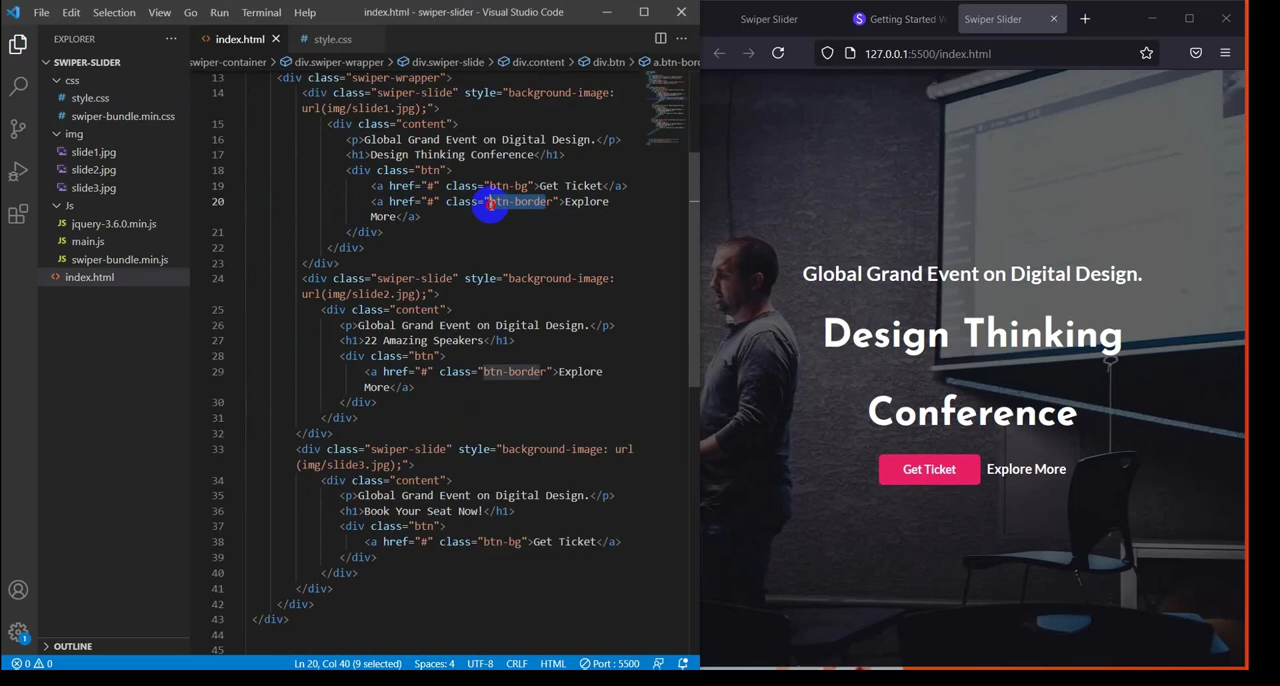 File Edit Selection View Go Run Terminal Help index.html - swiper-slider - Visual Studio Code
EXPLORER
SWIPER-SLIDER
css
style.css
swiper-bundle.min.css
img
slide1.jpg
slide2.jpg
slide3.jpg
Js
jquery-3.6.0.min.js
main.js
swiper-bundle.min.js
index.html
OUTLINE
index.html style.css
swiper-container > div.swiper-wrapper > div.swiper-slide > div.content > div.btn > a.btn-bord
13 <div class="swiper-wrapper">
14 <div class="swiper-slide" style="background-image:
url(img/slide1.jpg);">
15 <div class="content">
16 <p>Global Grand Event on Digital Design.</p>
17 <h1>Design Thinking Conference</h1>
18 <div class="btn">
19 <a href="#" class="btn-bg">Get Ticket</a>
20 <a href="#" class="btn-border">Explore
More</a>
21 </div>
22 </div>
23 </div>
24 <div class="swiper-slide" style="background-image:
url(img/slide2.jpg);">
25 <div class="content">
26 <p>Global Grand Event on Digital Design.</p>
27 <h1>22 Amazing Speakers</h1>
28 <div class="btn">
29 <a href="#" class="btn-border">Explore
More</a>
30 </div>
31 </div>
32 </div>
33 <div class="swiper-slide" style="background-image: url
(img/slide3.jpg);">
34 <div class="content">
35 <p>Global Grand Event on Digital Design.</p>
36 <h1>Book Your Seat Now!</h1>
37 <div class="btn">
38 <a href="#" class="btn-bg">Get Ticket</a>
39 </div>
40 </div>
41 </div>
42 </div>
43 </div>
44
45
1
0 0 Ln 20, Col 40 (9 selected) Spaces: 4 UTF-8 CRLF HTML Port : 5500
Swiper Slider Getting Started W Swiper Slider
127.0.0.1:5500/index.html
Global Grand Event on Digital Design.
Design Thinking
Conference
Get Ticket Explore More